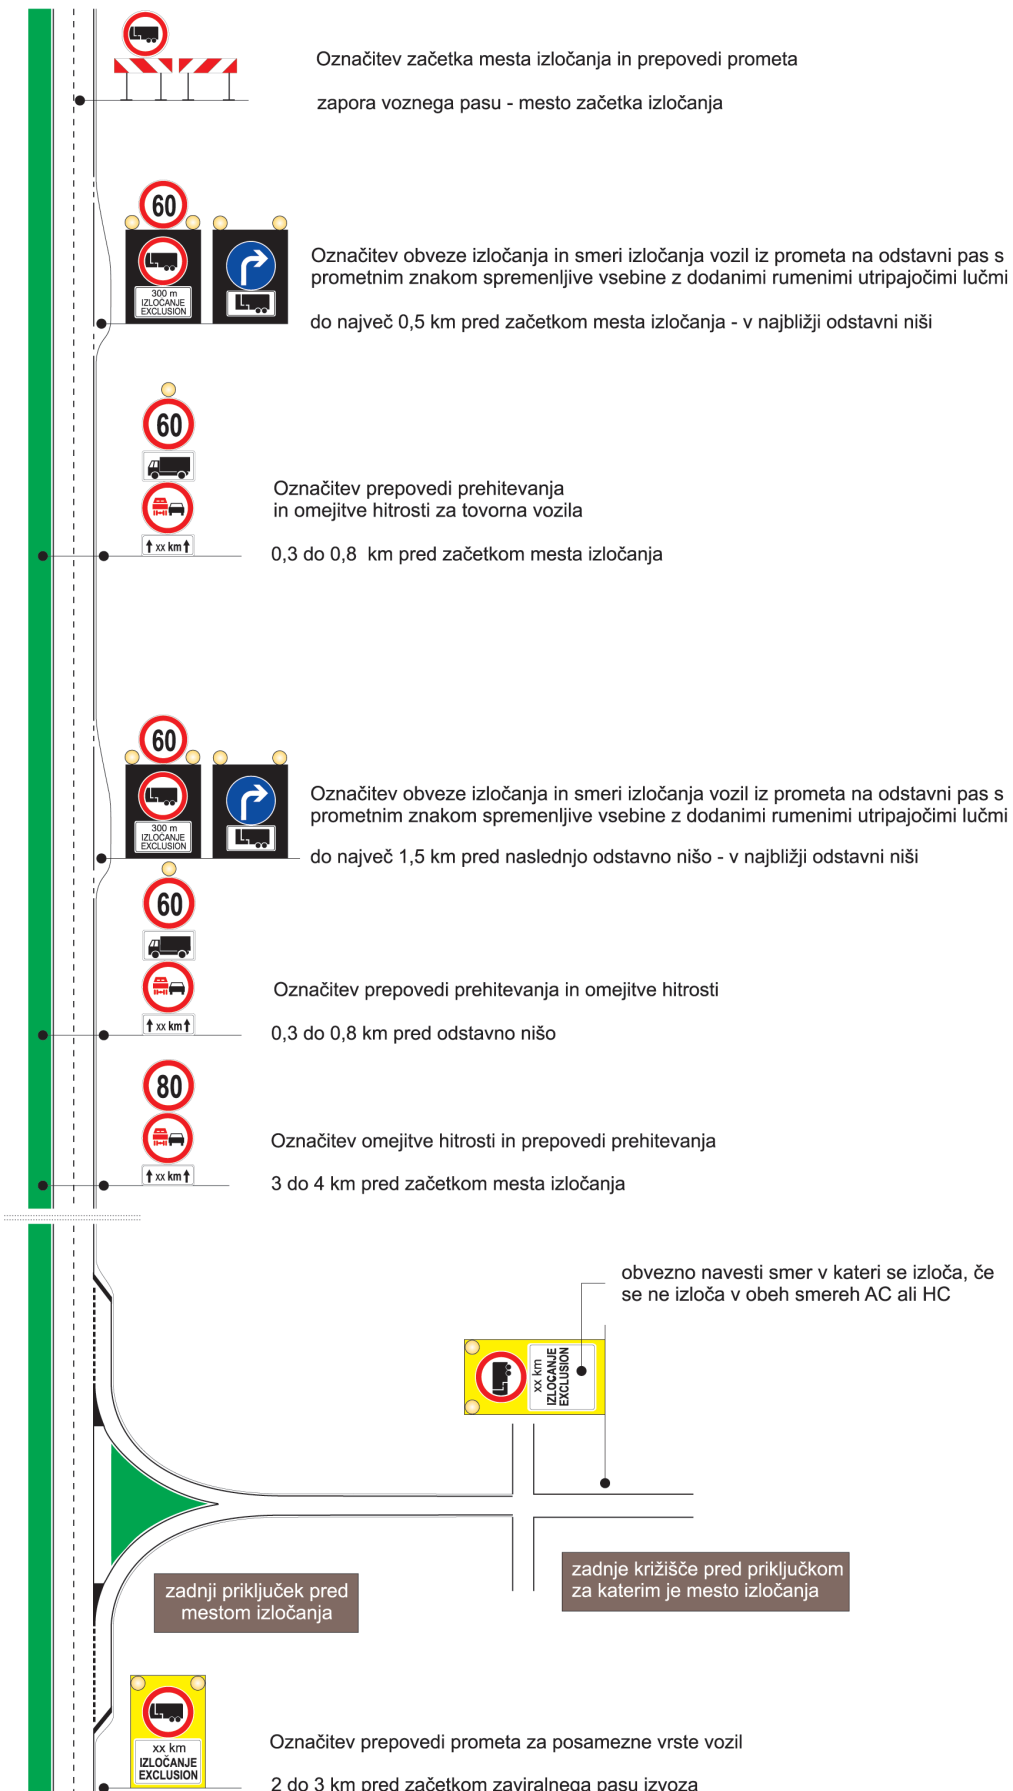 Označitev začetka mesta izločanja in prepovedi prometa
zapora voznega pasu - mesto začetka izločanja
60
300 m
IZLOČANJE
EXCLUSION
Označitev obveze izločanja in smeri izločanja vozil iz prometa na odstavni pas s
prometnim znakom spremenljive vsebine z dodanimi rumenimi utripajočimi lučmi
do največ 0,5 km pred začetkom mesta izločanja - v najbližji odstavni niši
60
xx km
Označitev prepovedi prehitevanja
in omejitve hitrosti za tovorna vozila
0,3 do 0,8 km pred začetkom mesta izločanja
60
300 m
IZLOČANJE
EXCLUSION
Označitev obveze izločanja in smeri izločanja vozil iz prometa na odstavni pas s
prometnim znakom spremenljive vsebine z dodanimi rumenimi utripajočimi lučmi
do največ 1,5 km pred naslednjo odstavno nišo - v najbližji odstavni niši
60
xx km
Označitev prepovedi prehitevanja in omejitve hitrosti
0,3 do 0,8 km pred odstavno nišo
80
xx km
Označitev omejitve hitrosti in prepovedi prehitevanja
3 do 4 km pred začetkom mesta izločanja
obvezno navesti smer v kateri se izloča, če
se ne izloča v obeh smereh AC ali HC
xx km
IZLOČANJE
EXCLUSION
zadnje križišče pred priključkom
za katerim je mesto izločanja
zadnji priključek pred
mestom izločanja
xx km
IZLOČANJE
EXCLUSION
Označitev prepovedi prometa za posamezne vrste vozil
2 do 3 km pred začetkom zaviralnega pasu izvoza